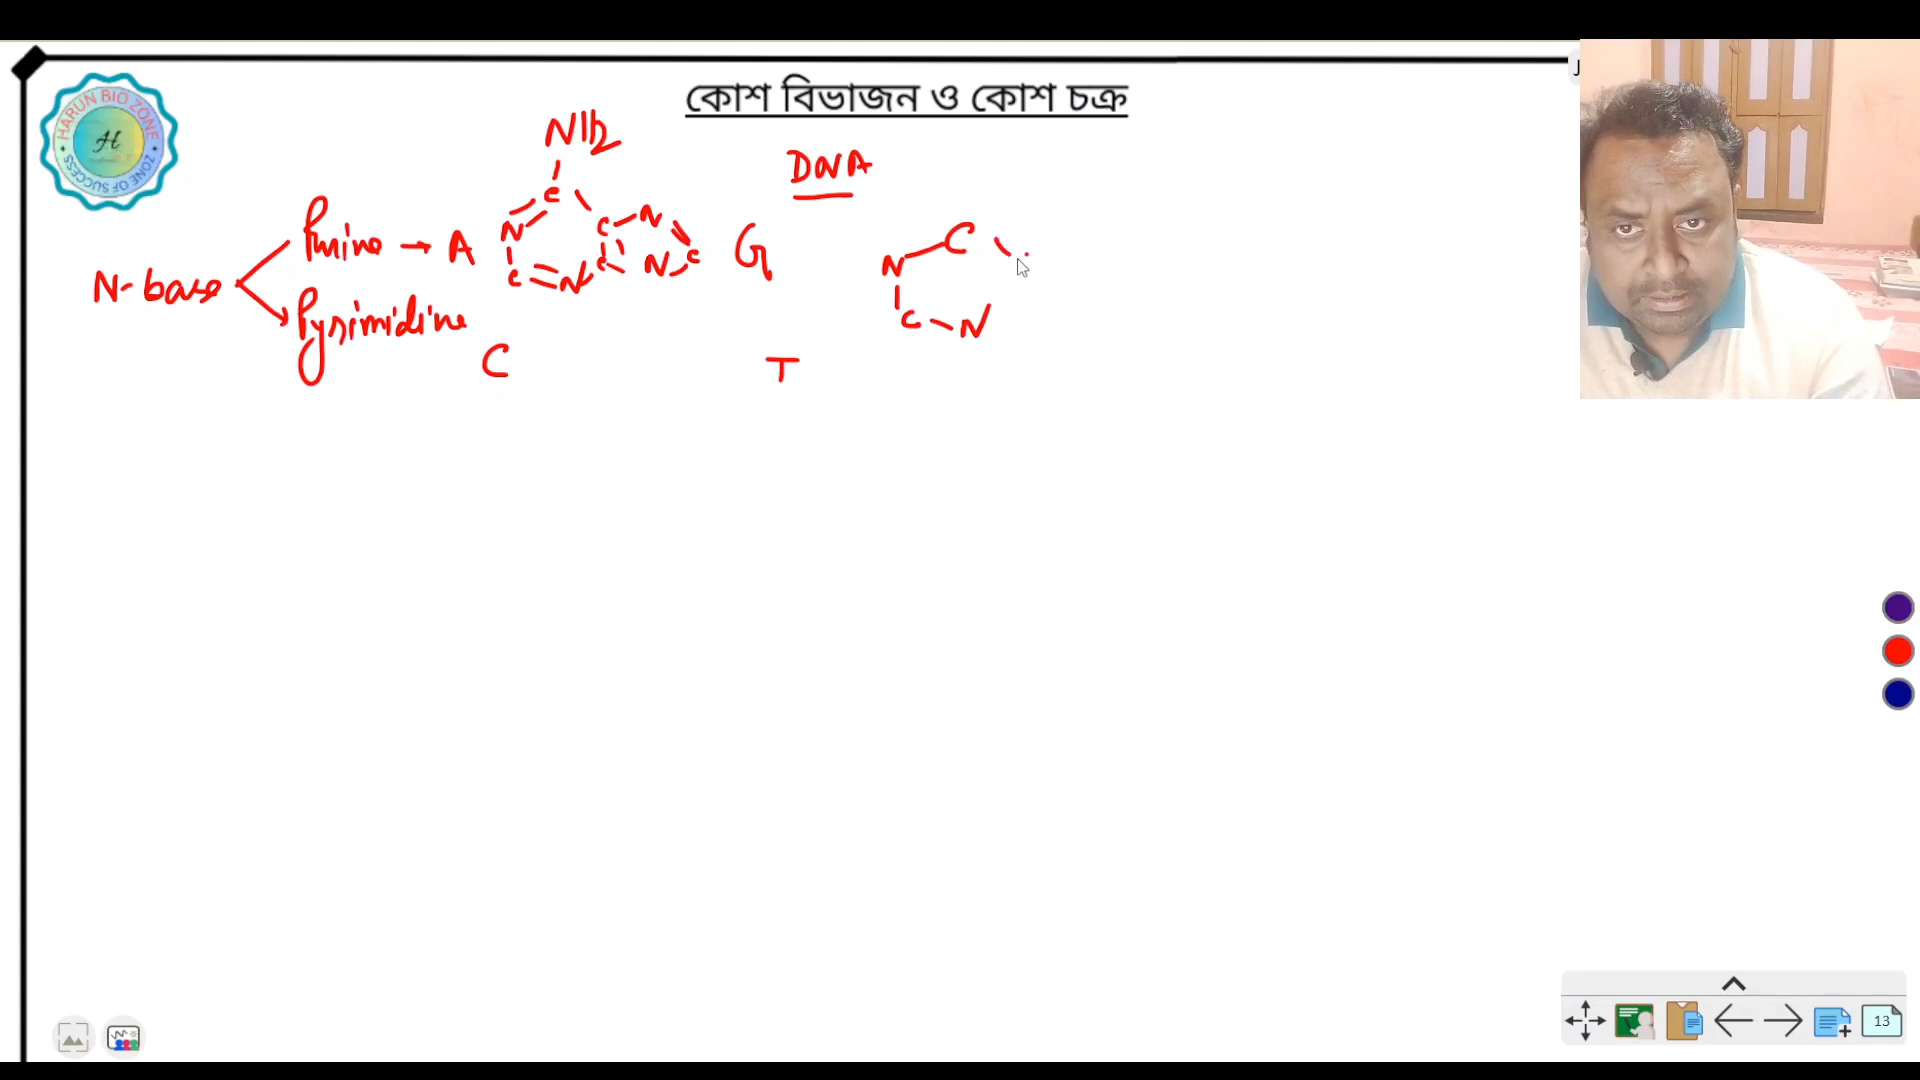 কোশ বিভাজন ও কোশ চক্র
HARUN BIO ZONE
H
ZONE OF SUCCESS
NH2
DNA
C
N
C
C - N
N
C = N
C
N
C
N-base
Purine → A
G
N - C
C - N
Pyrimidine
C
T
J
13